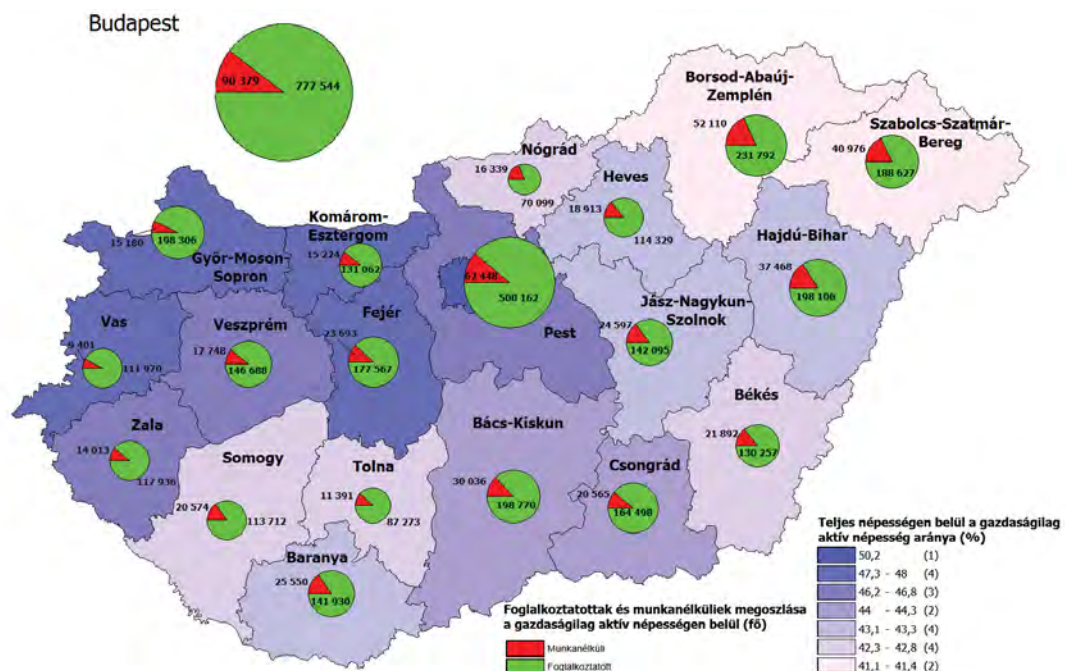 Budapest
90 379
777 544
Borsod-Abaúj-
Zemplén
52 110
231 792
Szabolcs-Szatmár-
Bereg
40 976
188 627
Nógrád
16 339
70 099
Heves
18 913
114 329
Hajdú-Bihar
37 468
198 106
Komárom-
Esztergom
15 224
131 062
15 180
198 306
Győr-Moson-
Sopron
62 448
500 162
Pest
Jász-Nagykun-
Szolnok
24 597
142 095
Vas
9 401
111 970
Veszprém
17 748
146 688
Fejér
23 693
177 567
Békés
21 892
130 257
Zala
14 013
117 936
Somogy
20 574
113 712
Tolna
11 391
87 273
Bács-Kiskun
30 036
198 770
Csongrád
20 565
164 498
Baranya
25 550
141 930
Foglalkoztatottak és munkanélküliek megoszlása
a gazdaságilag aktív népességen belül (fő)
Munkanélküli
Foglalkoztatott
Teljes népességen belül a gazdaságilag
aktív népesség aránya (%)
50,2 (1)
47,3 - 48 (4)
46,2 - 46,8 (3)
44 - 44,3 (2)
43,1 - 43,3 (4)
42,3 - 42,8 (4)
41,1 - 41,4 (2)